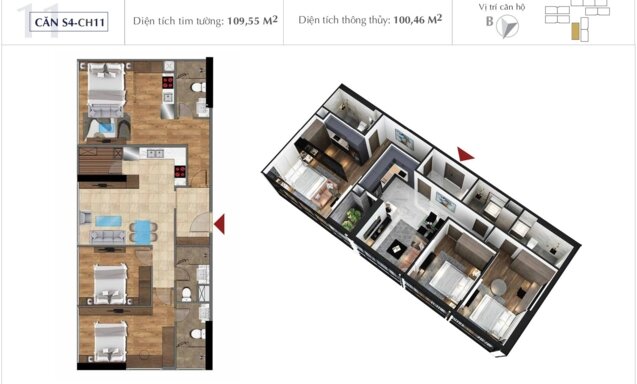 11
CĂN S4-CH11
Diện tích tim tường: 109,55 M2
Diện tích thông thủy: 100,46 M2
Vị trí căn hộ
B